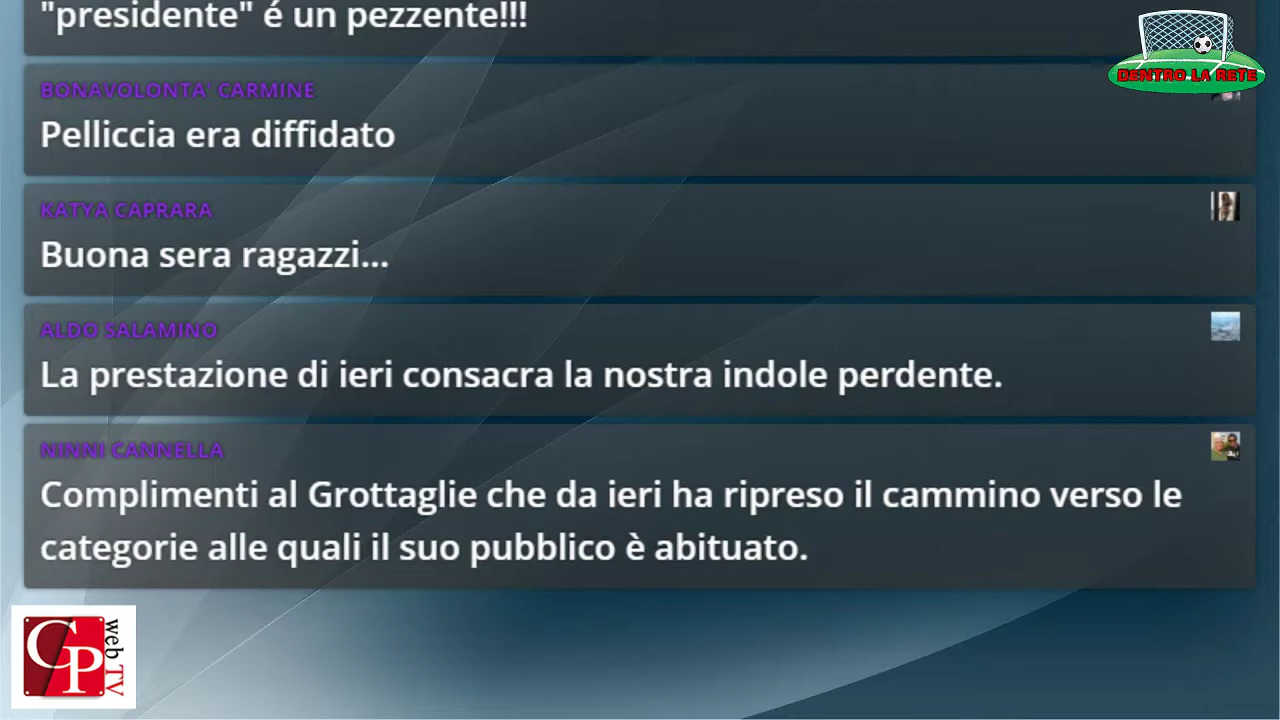 "presidente" é un pezzente!!!
DENTRO LA RETE
BONAVOLONTA' CARMINE
Pelliccia era diffidato
KATYA CAPRARA
Buona sera ragazzi...
ALDO SALAMINO
La prestazione di ieri consacra la nostra indole perdente.
NINNI CANNELLA
Complimenti al Grottaglie che da ieri ha ripreso il cammino verso le
categorie alle quali il suo pubblico è abituato.
CP
web TV